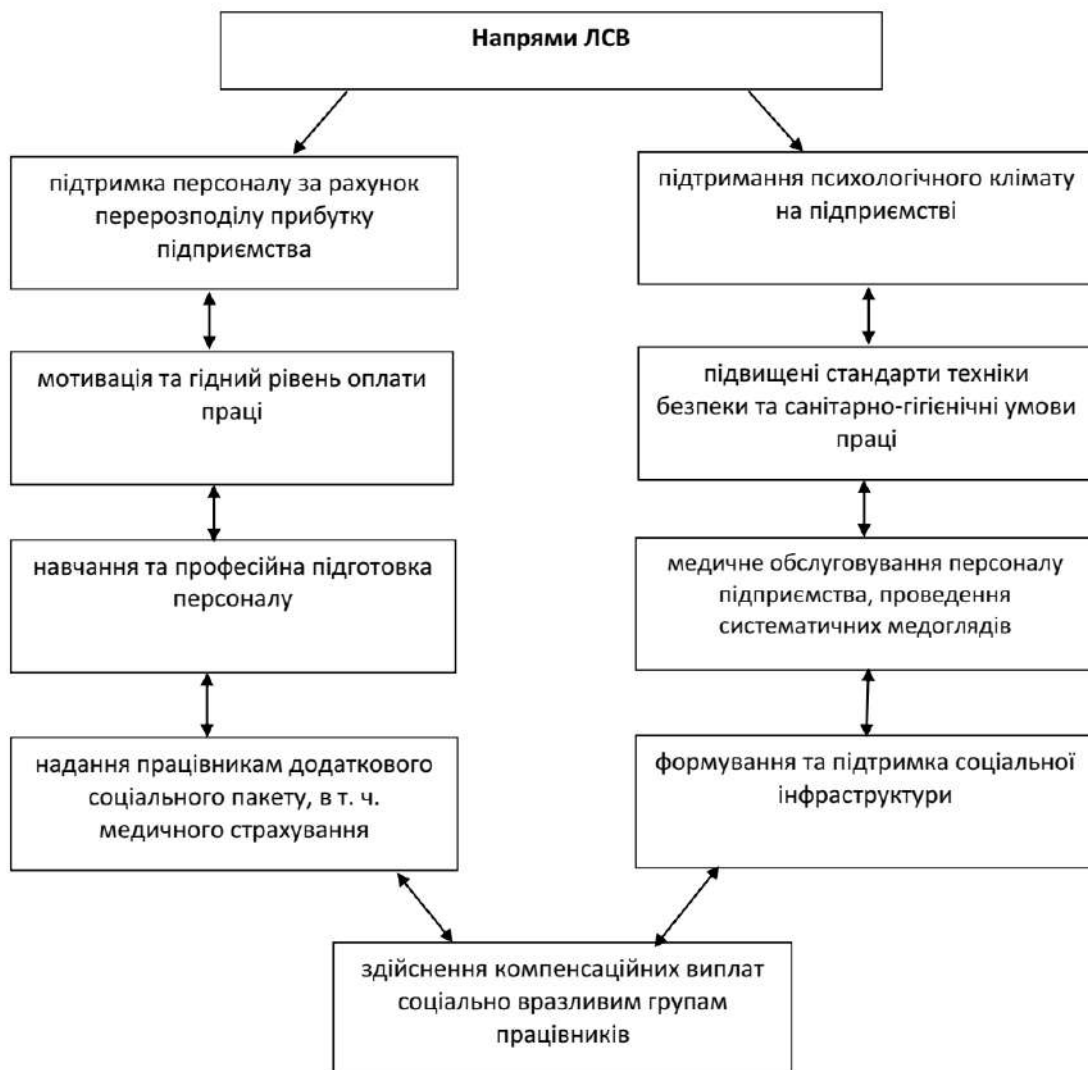 Напрями ЛСВ
підтримка персоналу за рахунок
перерозподілу прибутку
підприємства
підтримання психологічного клімату
на підприємстві
мотивація та гідний рівень оплати
праці
підвищені стандарти техніки
безпеки та санітарно-гігієнічні умови
праці
навчання та професійна підготовка
персоналу
медичне обслуговування персоналу
підприємства, проведення
систематичних медоглядів
надання працівникам додаткового
соціального пакету, в т. ч.
медичного страхування
формування та підтримка соціальної
інфраструктури
здійснення компенсаційних виплат
соціально вразливим групам
працівників